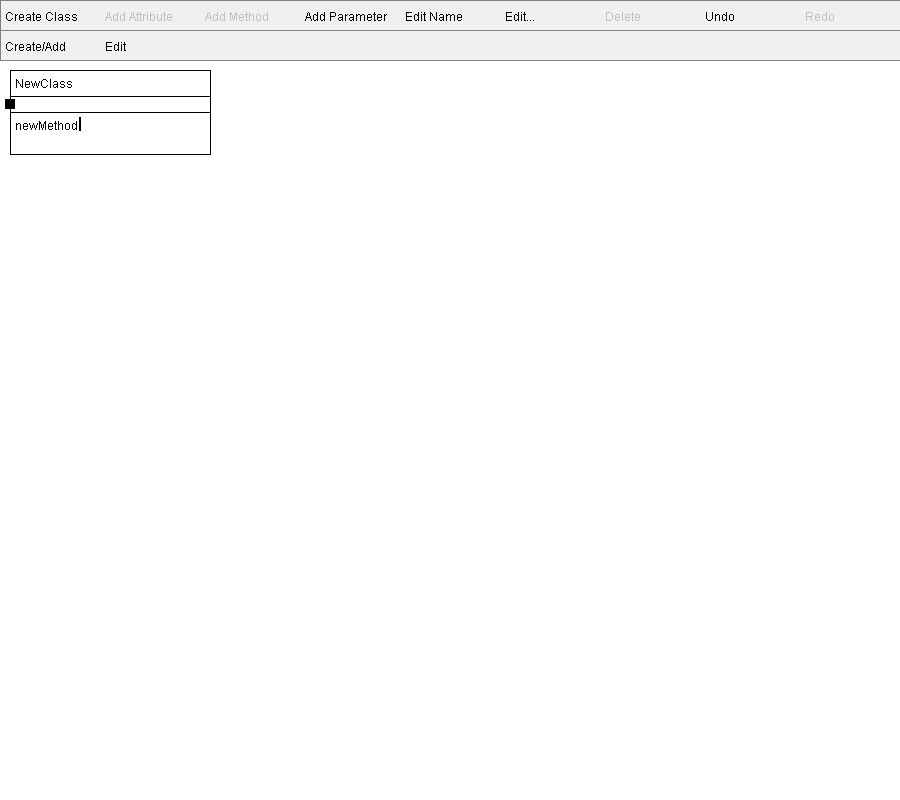 Create Class Add Attribute Add Method Add Parameter Edit Name Edit... Delete Undo Redo
Create/Add Edit
NewClass
newMethod